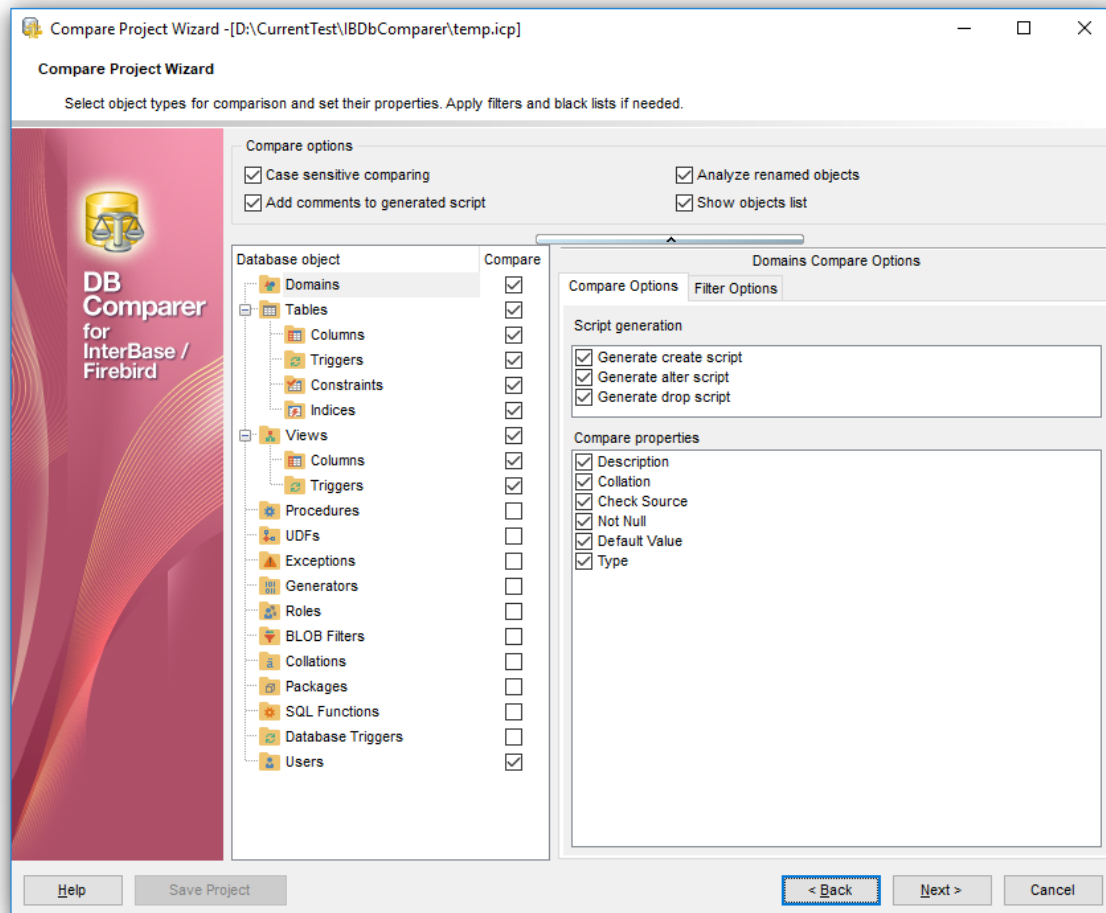 Compare Project Wizard -[D:\CurrentTest\IBDbComparer\temp.icp]
Compare Project Wizard
Select object types for comparison and set their properties. Apply filters and black lists if needed.
DB
Comparer
for
InterBase /
Firebird
Compare options
Case sensitive comparing
Analyze renamed objects
Add comments to generated script
Show objects list
Database object
Compare
Domains
Tables
Columns
Triggers
Constraints
Indices
Views
Columns
Triggers
Procedures
UDFs
Exceptions
Generators
Roles
BLOB Filters
Collations
Packages
SQL Functions
Database Triggers
Users
Domains Compare Options
Compare Options
Filter Options
Script generation
Generate create script
Generate alter script
Generate drop script
Compare properties
Description
Collation
Check Source
Not Null
Default Value
Type
Help
Save Project
< Back
Next >
Cancel